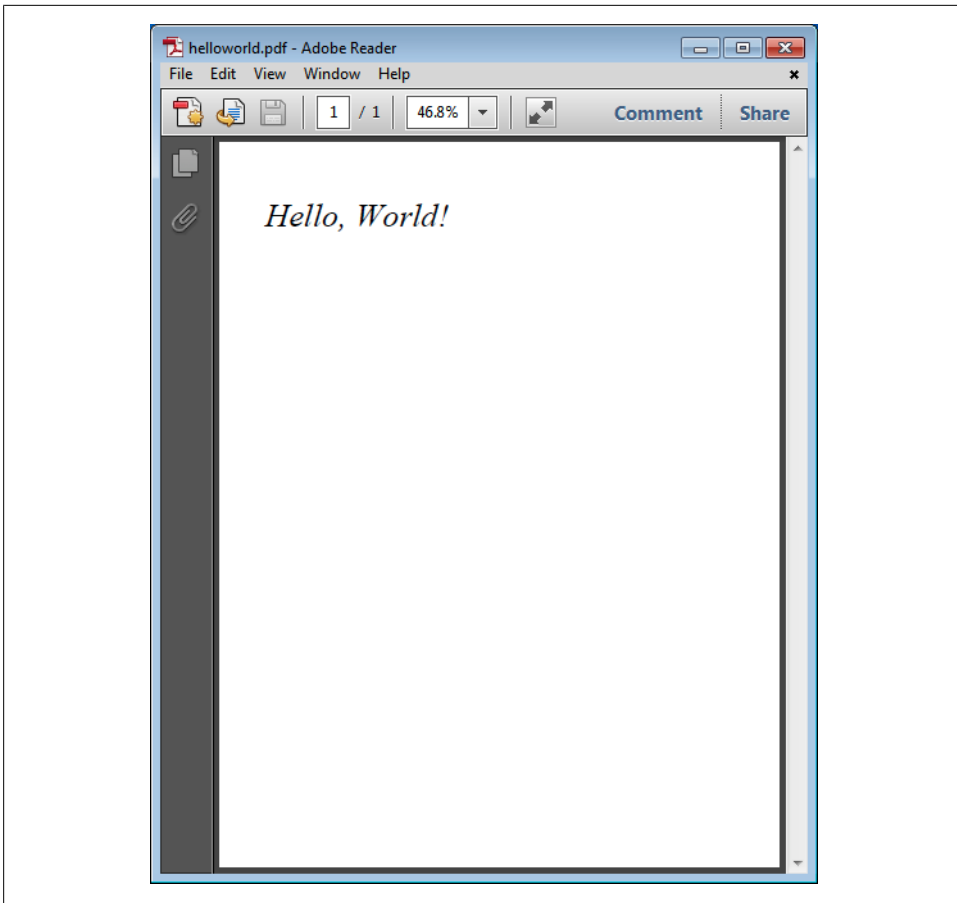 helloworld.pdf - Adobe Reader
File Edit View Window Help
1 / 1 46.8% Comment Share
Hello, World!